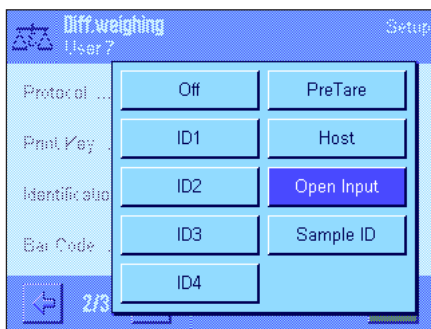 Diff.weighing
Setup
User 7
Protocol ...
Print Key .
Identificatio
Bar Code .
Off
ID1
ID2
ID3
ID4
PreTare
Host
Open Input
Sample ID
2/3